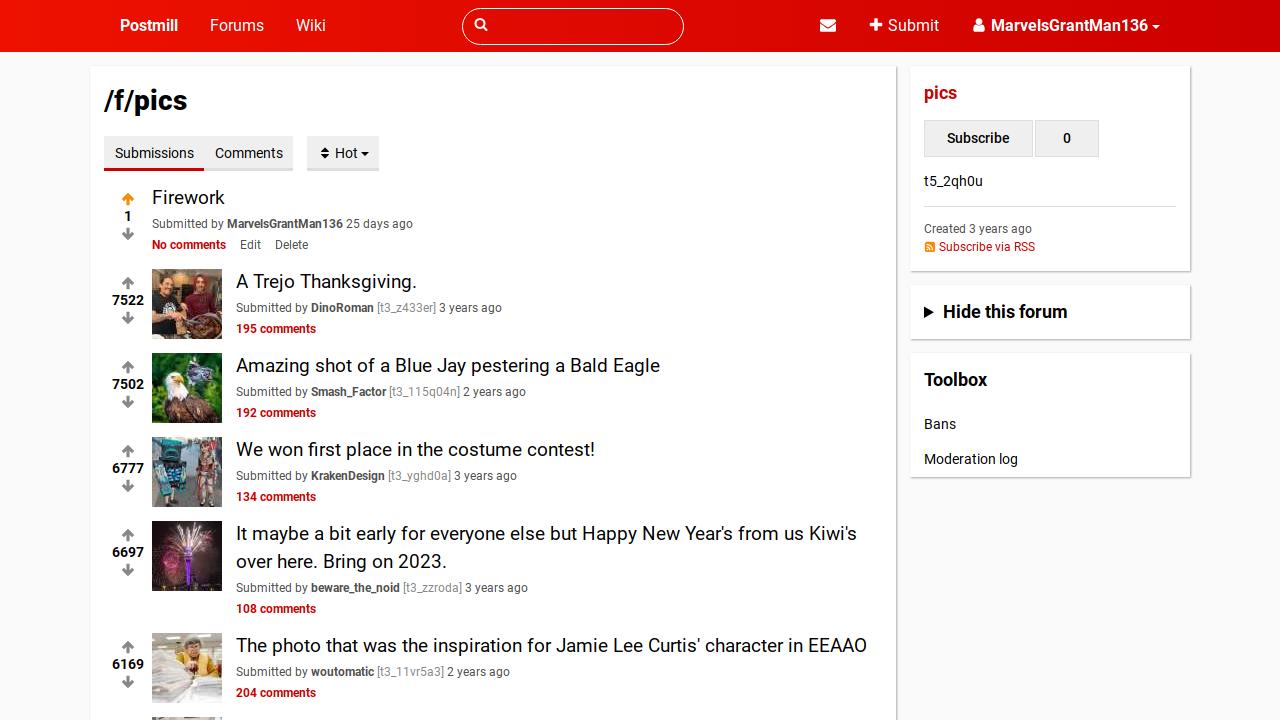 Postmill
Forums
Wiki
Submit
MarvelsGrantMan136
/f/pics
Submissions
Comments
Hot
1
Firework
Submitted by MarvelsGrantMan136 25 days ago
No comments Edit Delete
7522
A Trejo Thanksgiving.
Submitted by DinoRoman [t3_z433er] 3 years ago
195 comments
7502
Amazing shot of a Blue Jay pestering a Bald Eagle
Submitted by Smash_Factor [t3_115q04n] 2 years ago
192 comments
6777
We won first place in the costume contest!
Submitted by KrakenDesign [t3_yghd0a] 3 years ago
134 comments
6697
It maybe a bit early for everyone else but Happy New Year's from us Kiwi's
over here. Bring on 2023.
Submitted by beware_the_noid [t3_zzroda] 3 years ago
108 comments
6169
The photo that was the inspiration for Jamie Lee Curtis' character in EEAAO
Submitted by woutomatic [t3_11vr5a3] 2 years ago
204 comments
pics
Subscribe 0
t5_2qh0u
Created 3 years ago
Subscribe via RSS
Hide this forum
Toolbox
Bans
Moderation log